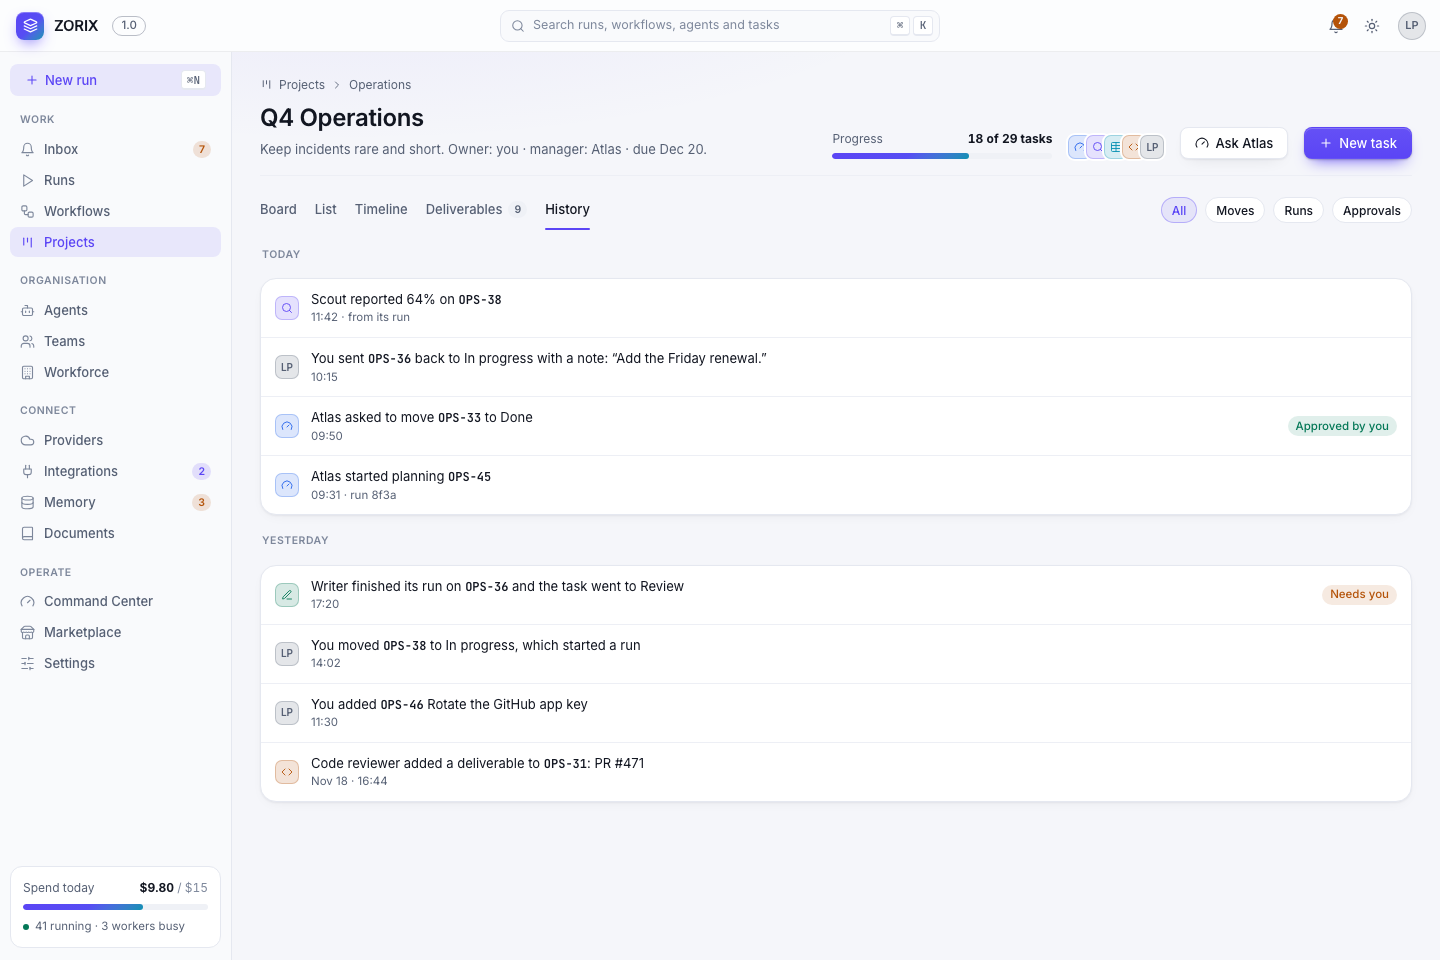 ZORIX 1.0
Search runs, workflows, agents and tasks ⌘ K
7
LP
New run ⌘N
WORK
Inbox 7
Runs
Workflows
Projects
ORGANISATION
Agents
Teams
Workforce
CONNECT
Providers
Integrations 2
Memory 3
Documents
OPERATE
Command Center
Marketplace
Settings
Spend today $9.80 / $15
41 running · 3 workers busy
Projects > Operations
Q4 Operations
Keep incidents rare and short. Owner: you · manager: Atlas · due Dec 20.
Progress 18 of 29 tasks
LP
Ask Atlas
New task
Board List Timeline Deliverables 9 History
All Moves Runs Approvals
TODAY
Scout reported 64% on OPS-38
11:42 · from its run
LP
You sent OPS-36 back to In progress with a note: “Add the Friday renewal.”
10:15
Atlas asked to move OPS-33 to Done
09:50
Approved by you
Atlas started planning OPS-45
09:31 · run 8f3a
YESTERDAY
Writer finished its run on OPS-36 and the task went to Review
17:20
Needs you
LP
You moved OPS-38 to In progress, which started a run
14:02
LP
You added OPS-46 Rotate the GitHub app key
11:30
Code reviewer added a deliverable to OPS-31: PR #471
Nov 18 · 16:44